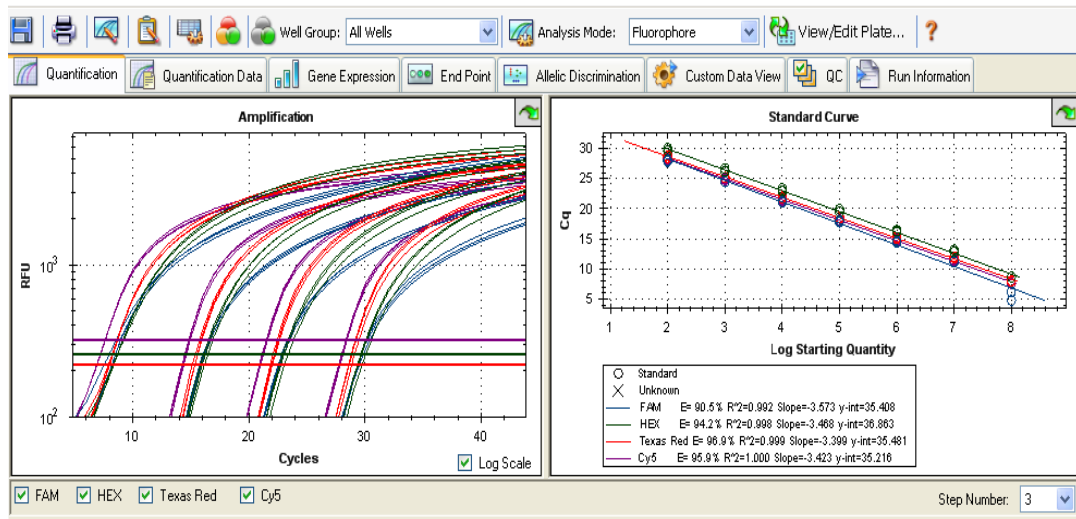 Well Group: All Wells Analysis Mode: Fluorophore View/Edit Plate... ?
Quantification Quantification Data Gene Expression End Point Allelic Discrimination Custom Data View QC Run Information
Amplification
RFU
10^3
10^2
10 20 30 40
Cycles
Log Scale
Standard Curve
Cq
30
25
20
15
10
5
1 2 3 4 5 6 7 8
Log Starting Quantity
Standard
Unknown
FAM E= 90.5% R^2=0.992 Slope=-3.573 y-int=35.408
HEX E= 94.2% R^2=0.998 Slope=-3.468 y-int=36.863
Texas Red E= 96.9% R^2=0.999 Slope=-3.399 y-int=35.481
Cy5 E= 95.9% R^2=1.000 Slope=-3.423 y-int=35.216
FAM HEX Texas Red Cy5 Step Number: 3